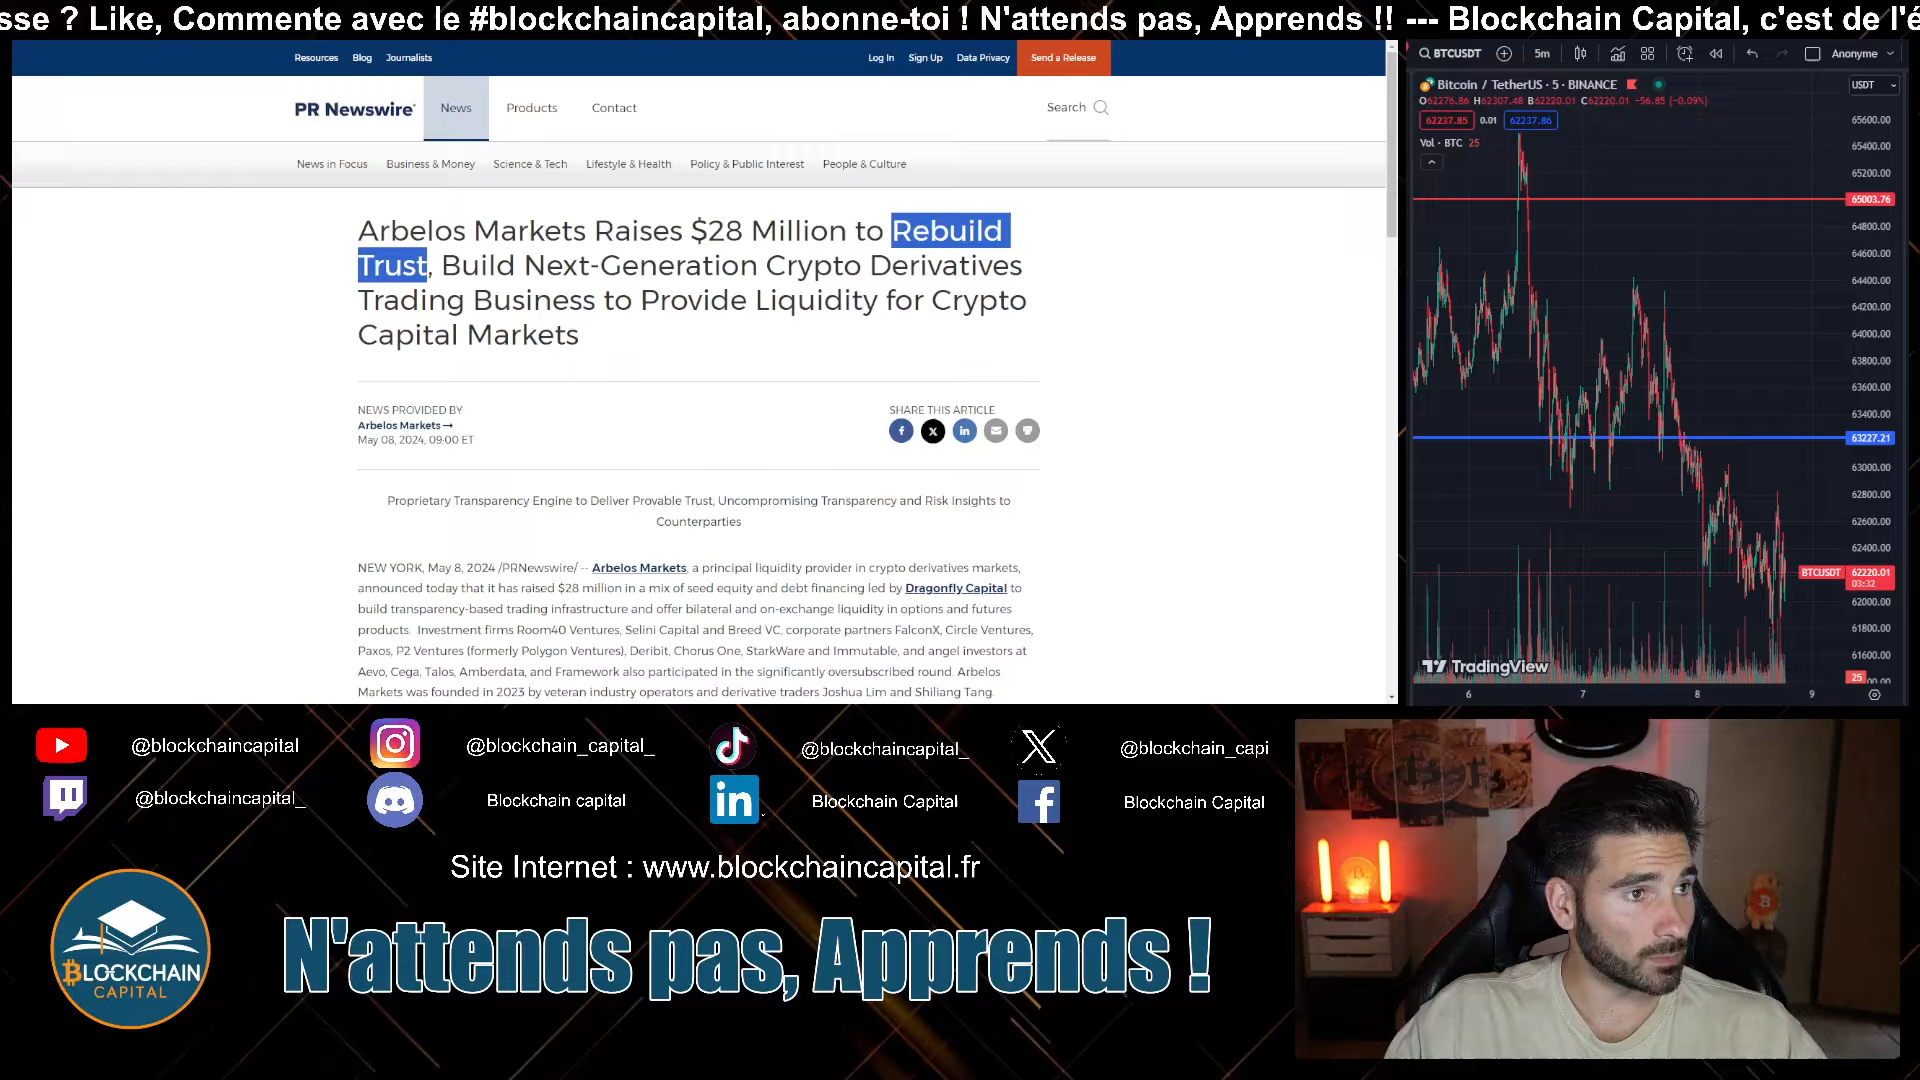 sse ? Like, Commente avec le #blockchaincapital, abonne-toi ! N'attends pas, Apprends !! --- Blockchain Capital, c'est de l'é
Resources Blog Journalists
Log In Sign Up Data Privacy Send a Release
PR Newswire News Products Contact
Search
News in Focus Business & Money Science & Tech Lifestyle & Health Policy & Public Interest People & Culture
Arbelos Markets Raises $28 Million to Rebuild
Trust, Build Next-Generation Crypto Derivatives
Trading Business to Provide Liquidity for Crypto
Capital Markets
NEWS PROVIDED BY
Arbelos Markets →
May 08, 2024, 09:00 ET
SHARE THIS ARTICLE
Proprietary Transparency Engine to Deliver Provable Trust, Uncompromising Transparency and Risk Insights to
Counterparties
NEW YORK, May 8, 2024 /PRNewswire/ -- Arbelos Markets, a principal liquidity provider in crypto derivatives markets,
announced today that it has raised $28 million in a mix of seed equity and debt financing led by Dragonfly Capital to
build transparency-based trading infrastructure and offer bilateral and on-exchange liquidity in options and futures
products. Investment firms Room40 Ventures, Selini Capital and Breed VC, corporate partners FalconX, Circle Ventures,
Paxos, P2 Ventures (formerly Polygon Ventures), Deribit, Chorus One, StarkWare and Immutable, and angel investors at
Aevo, Cega, Talos, Amberdata, and Framework also participated in the significantly oversubscribed round. Arbelos
Markets was founded in 2023 by veteran industry operators and derivative traders Joshua Lim and Shiliang Tang.
BTCUSDT 5m Anonyme
Bitcoin / TetherUS · 5 · BINANCE
USDT
O62276.86 H62307.48 B62220.01 C62220.01 −56.85 (−0.09%)
62237.85 0.01 62237.86
Vol · BTC 25
65600.00
65400.00
65200.00
65003.76
64800.00
64600.00
64400.00
64200.00
64000.00
63800.00
63600.00
63400.00
63227.21
63000.00
62800.00
62600.00
62400.00
BTCUSDT 62220.01
03:32
62000.00
61800.00
61600.00
25
TradingView
6 7 8 9
@blockchaincapital
@blockchain_capital_
@blockchaincapital_
@blockchain_capi
@blockchaincapital_
Blockchain capital
Blockchain Capital
Blockchain Capital
Site Internet : www.blockchaincapital.fr
BLOCKCHAIN
CAPITAL
N'attends pas, Apprends !